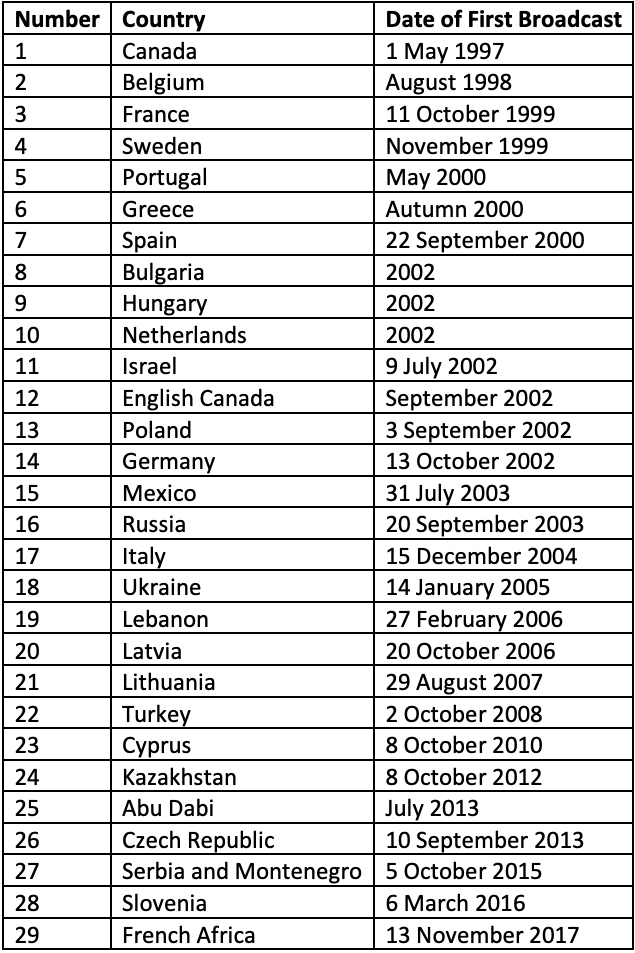 Number Country Date of First Broadcast
1 Canada 1 May 1997
2 Belgium August 1998
3 France 11 October 1999
4 Sweden November 1999
5 Portugal May 2000
6 Greece Autumn 2000
7 Spain 22 September 2000
8 Bulgaria 2002
9 Hungary 2002
10 Netherlands 2002
11 Israel 9 July 2002
12 English Canada September 2002
13 Poland 3 September 2002
14 Germany 13 October 2002
15 Mexico 31 July 2003
16 Russia 20 September 2003
17 Italy 15 December 2004
18 Ukraine 14 January 2005
19 Lebanon 27 February 2006
20 Latvia 20 October 2006
21 Lithuania 29 August 2007
22 Turkey 2 October 2008
23 Cyprus 8 October 2010
24 Kazakhstan 8 October 2012
25 Abu Dabi July 2013
26 Czech Republic 10 September 2013
27 Serbia and Montenegro 5 October 2015
28 Slovenia 6 March 2016
29 French Africa 13 November 2017